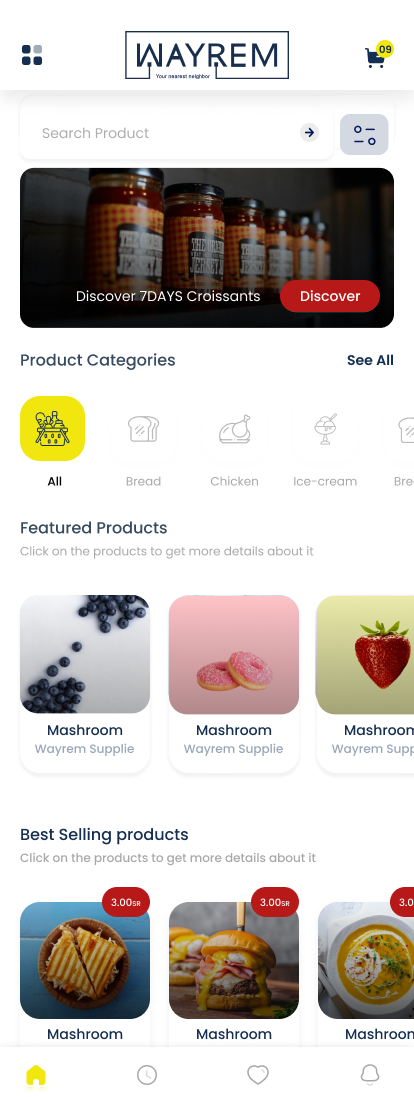 WAYREM
Your nearest neighbor
09
Search Product
Discover 7DAYS Croissants
Discover
Product Categories
See All
All
Bread
Chicken
Ice-cream
Bre
Featured Products
Click on the products to get more details about it
Mashroom
Wayrem Supplie
Mashroom
Wayrem Supplie
Mashroom
Wayrem Supp
Best Selling products
Click on the products to get more details about it
3.00SR
3.00SR
3.0
Mashroom
Mashroom
Mashroom